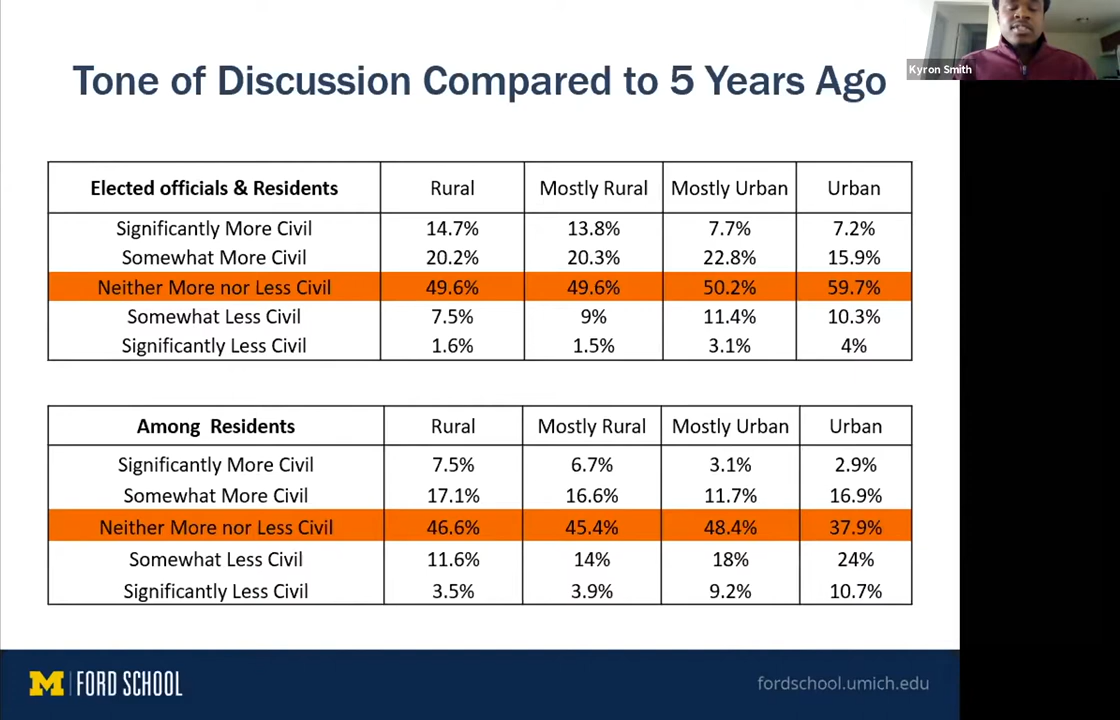 Kyron Smith
Tone of Discussion Compared to 5 Years Ago
Elected officials & Residents Rural Mostly Rural Mostly Urban Urban
Significantly More Civil 14.7% 13.8% 7.7% 7.2%
Somewhat More Civil 20.2% 20.3% 22.8% 15.9%
Neither More nor Less Civil 49.6% 49.6% 50.2% 59.7%
Somewhat Less Civil 7.5% 9% 11.4% 10.3%
Significantly Less Civil 1.6% 1.5% 3.1% 4%
Among Residents Rural Mostly Rural Mostly Urban Urban
Significantly More Civil 7.5% 6.7% 3.1% 2.9%
Somewhat More Civil 17.1% 16.6% 11.7% 16.9%
Neither More nor Less Civil 46.6% 45.4% 48.4% 37.9%
Somewhat Less Civil 11.6% 14% 18% 24%
Significantly Less Civil 3.5% 3.9% 9.2% 10.7%
M FORD SCHOOL fordschool.umich.edu